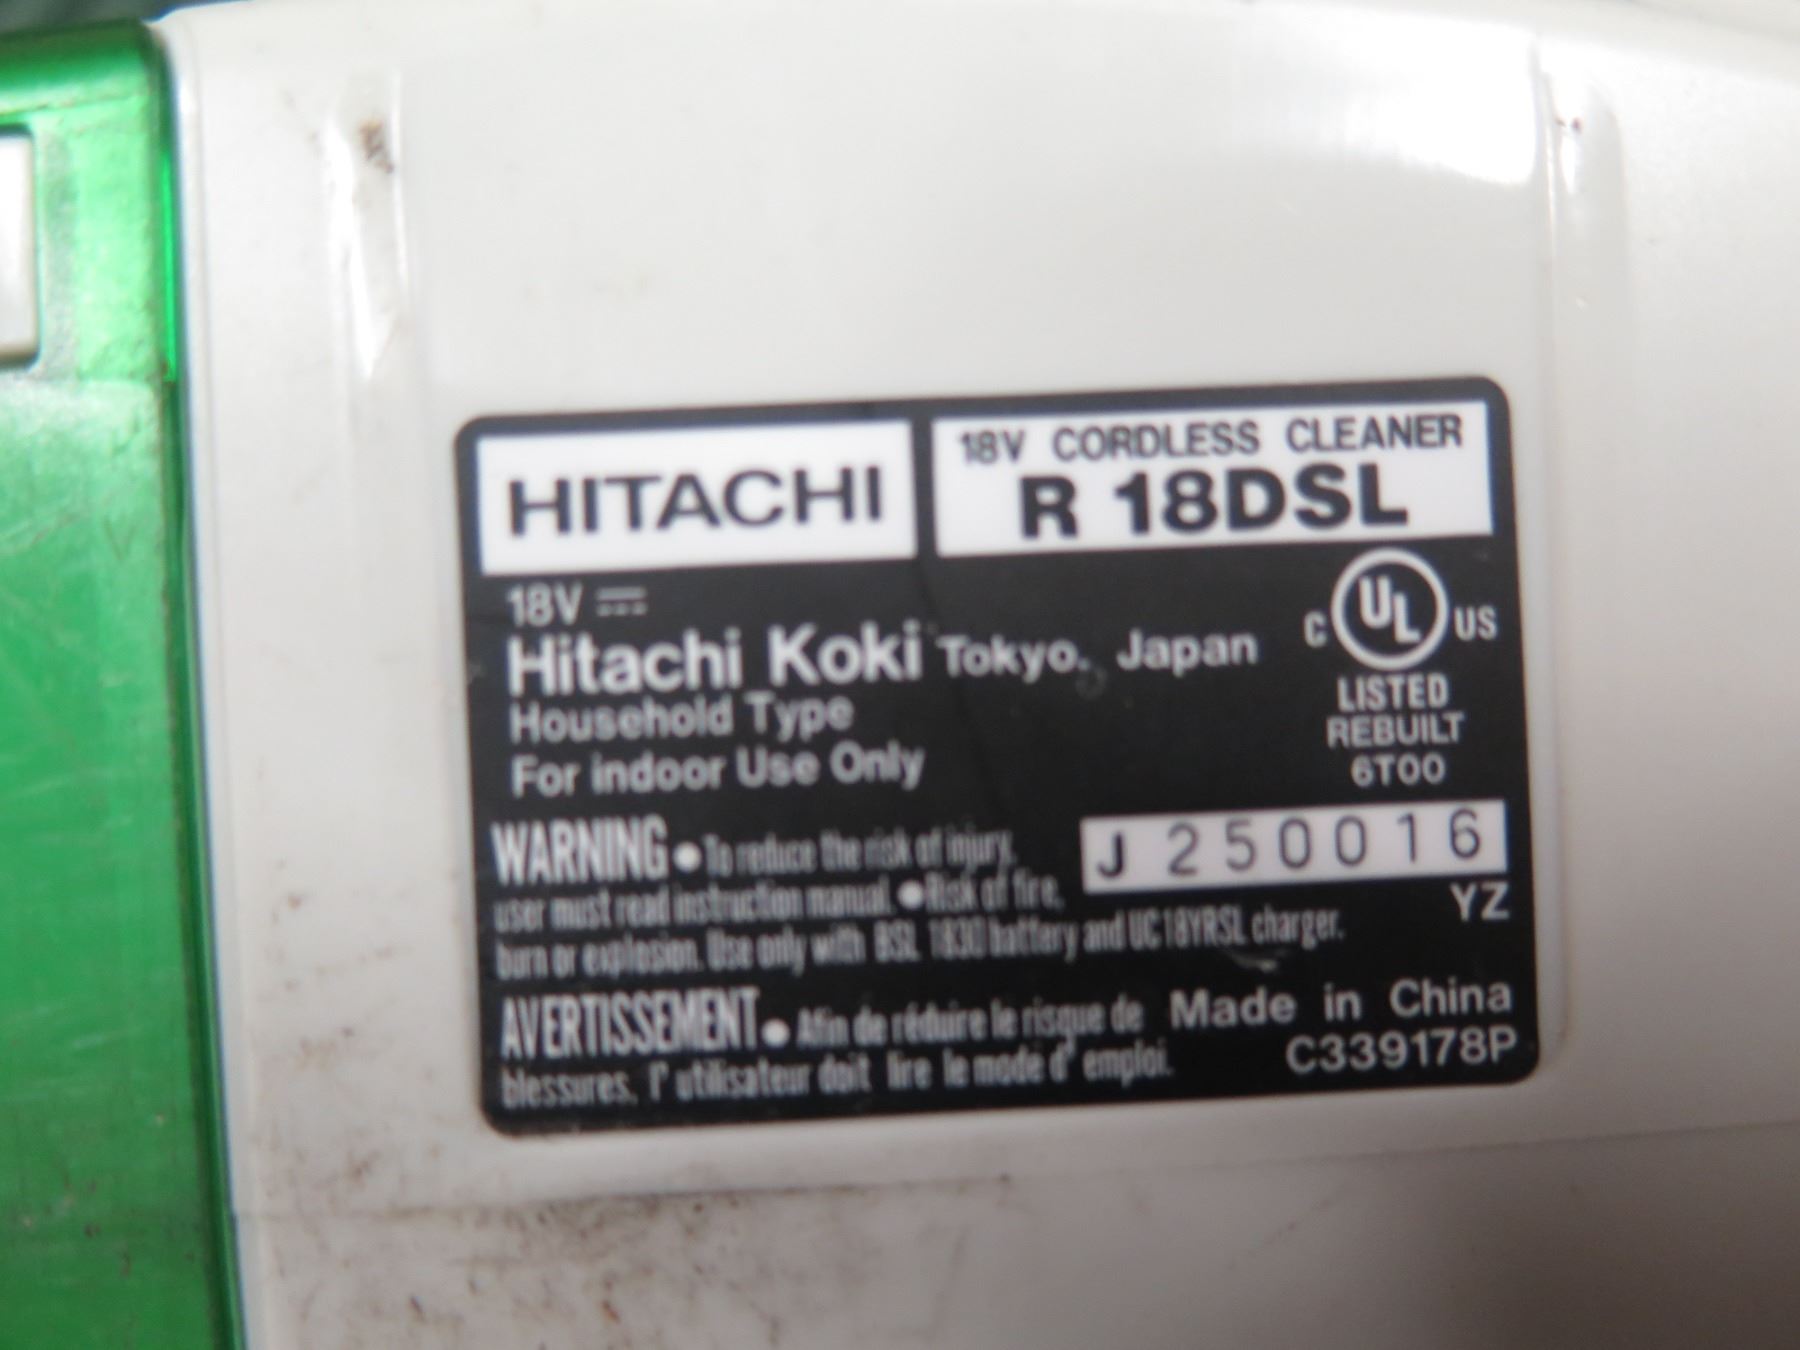 HITACHI
18V CORDLESS CLEANER
R 18DSL
18V ⎓
Hitachi Koki Tokyo, Japan
Household Type
For indoor Use Only
C UL US
LISTED
REBUILT
6T00
WARNING ● To reduce the risk of injury,
user must read instruction manual. ● Risk of fire,
burn or explosion. Use only with BSL 1830 battery and UC18YRSL charger.
J 250016
YZ
AVERTISSEMENT ● Afin de réduire le risque de
blessures, l' utilisateur doit lire le mode d' emploi.
Made in China
C339178P